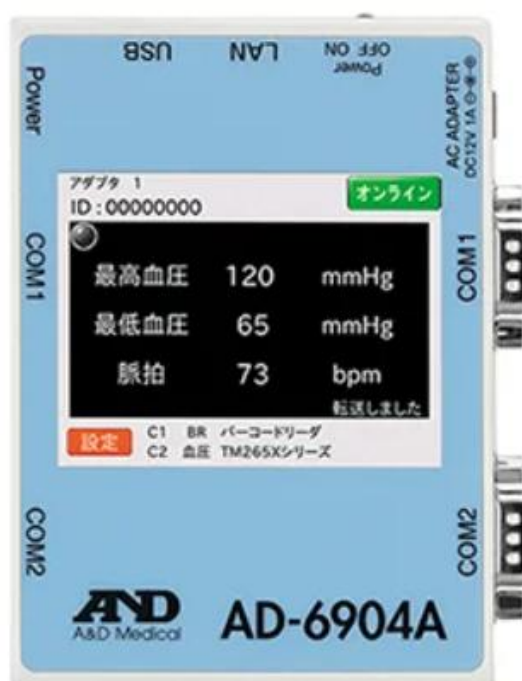 USB
LAN
Power
OFF ON
Power
AC ADAPTER
DC12V 1A
アダプタ 1
ID : 00000000
オンライン
COM1
COM1
最高血圧 120 mmHg
最低血圧 65 mmHg
脈拍 73 bpm
転送しました
設定
C1 BR バーコードリーダ
C2 血圧 TM265Xシリーズ
COM2
COM2
AND
A&D Medical
AD-6904A